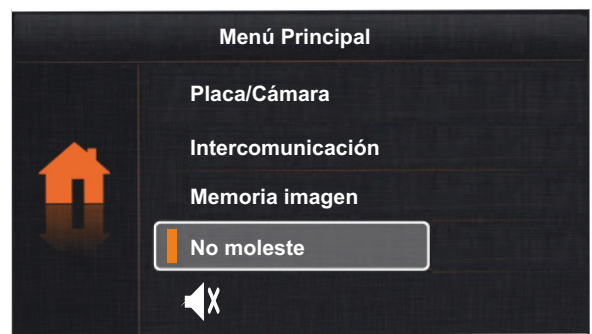 Menú Principal
Placa/Cámara
Intercomunicación
Memoria imagen
No moleste